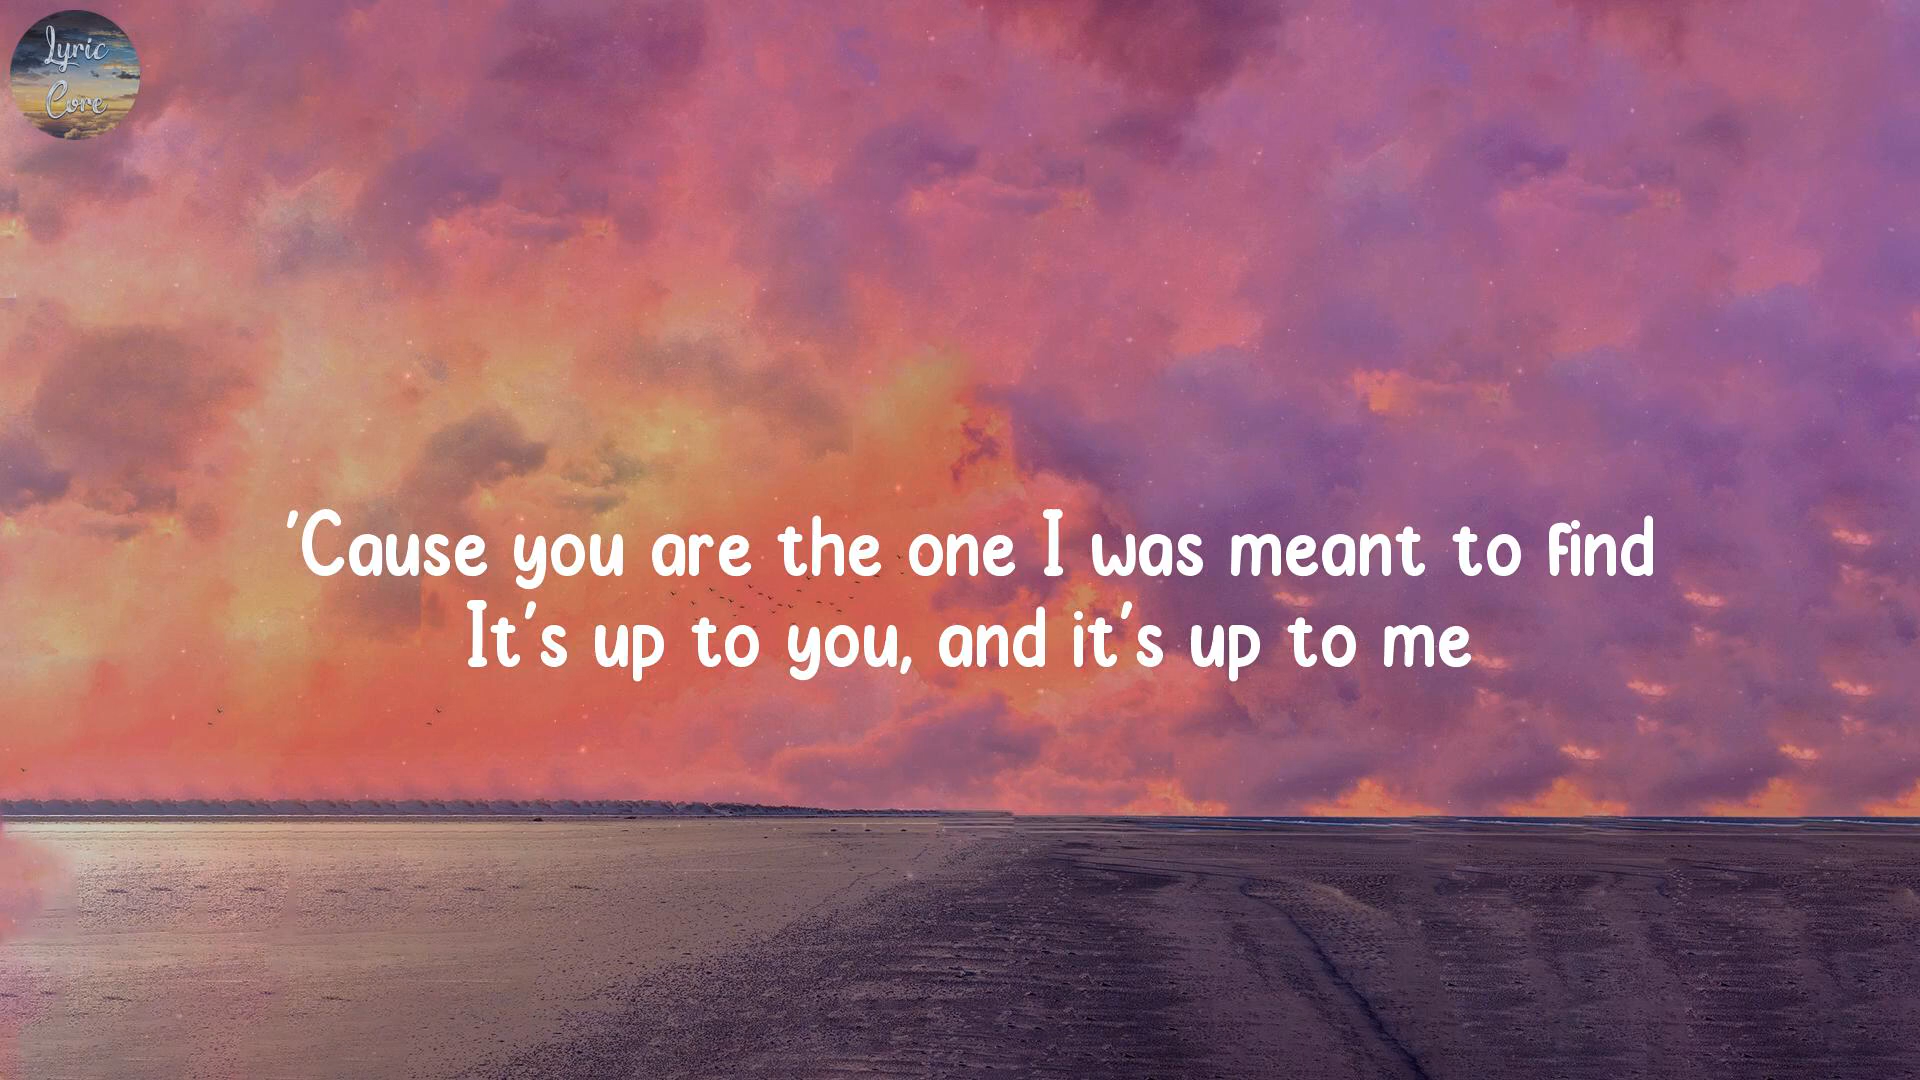 Lyric
Core
'Cause you are the one I was meant to find
It's up to you, and it's up to me